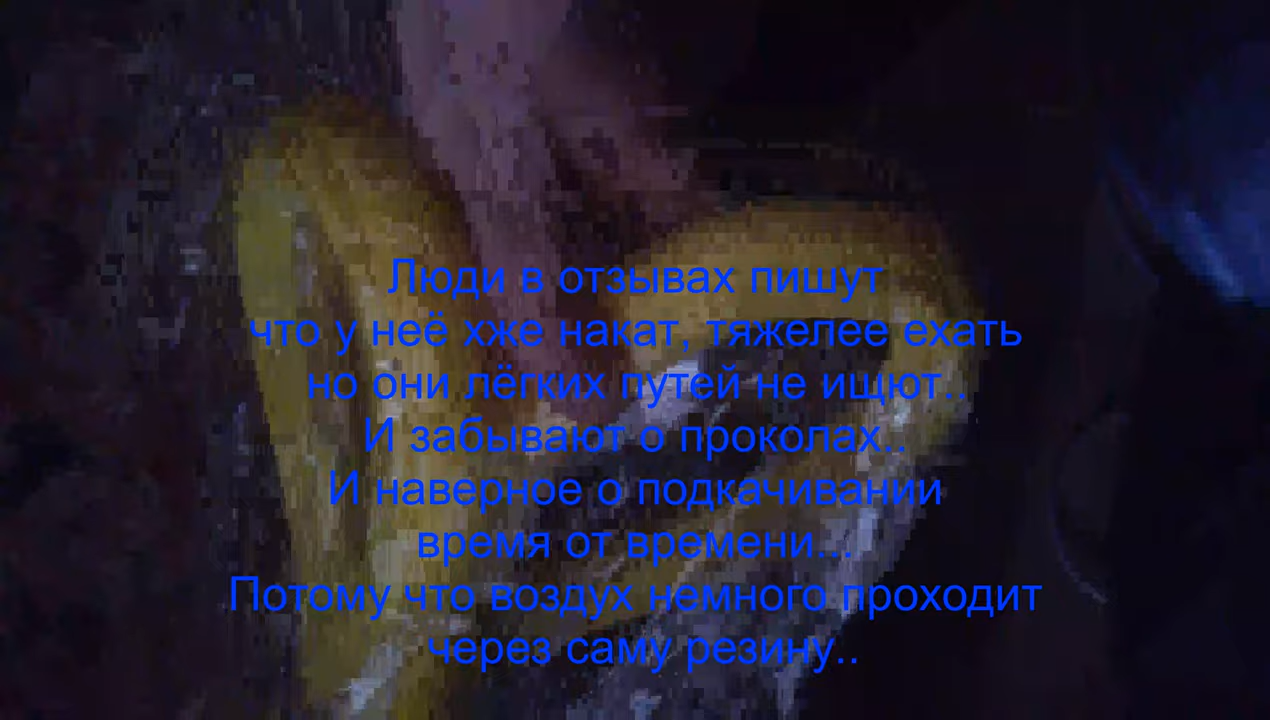 Люди в отзывах пишут
что у неё хже накат, тяжелее ехать
но они лёгких путей не ищют..
И забывают о проколах..
И наверное о подкачивании
время от времени...
Потому что воздух немного проходит
через саму резину..